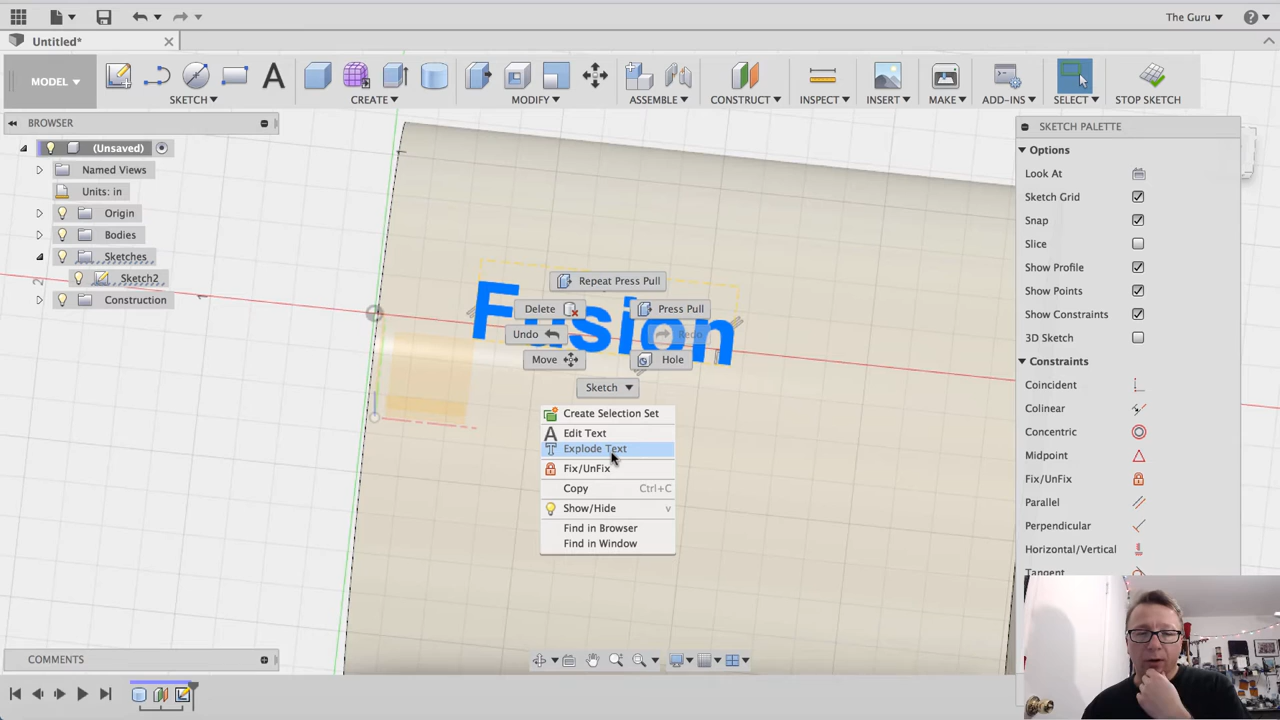 The Guru
Untitled*
MODEL
SKETCH
CREATE
MODIFY
ASSEMBLE
CONSTRUCT
INSPECT
INSERT
MAKE
ADD-INS
SELECT
STOP SKETCH
BROWSER
(Unsaved)
Named Views
Units: in
Origin
Bodies
Sketches
Sketch2
Construction
2
Fusion
Repeat Press Pull
Delete
Press Pull
Undo
Redo
Move
Hole
Sketch
Create Selection Set
Edit Text
Explode Text
Fix/UnFix
Copy Ctrl+C
Show/Hide v
Find in Browser
Find in Window
SKETCH PALETTE
Options
Look At
Sketch Grid
Snap
Slice
Show Profile
Show Points
Show Constraints
3D Sketch
Constraints
Coincident
Colinear
Concentric
Midpoint
Fix/UnFix
Parallel
Perpendicular
Horizontal/Vertical
Tangent
COMMENTS